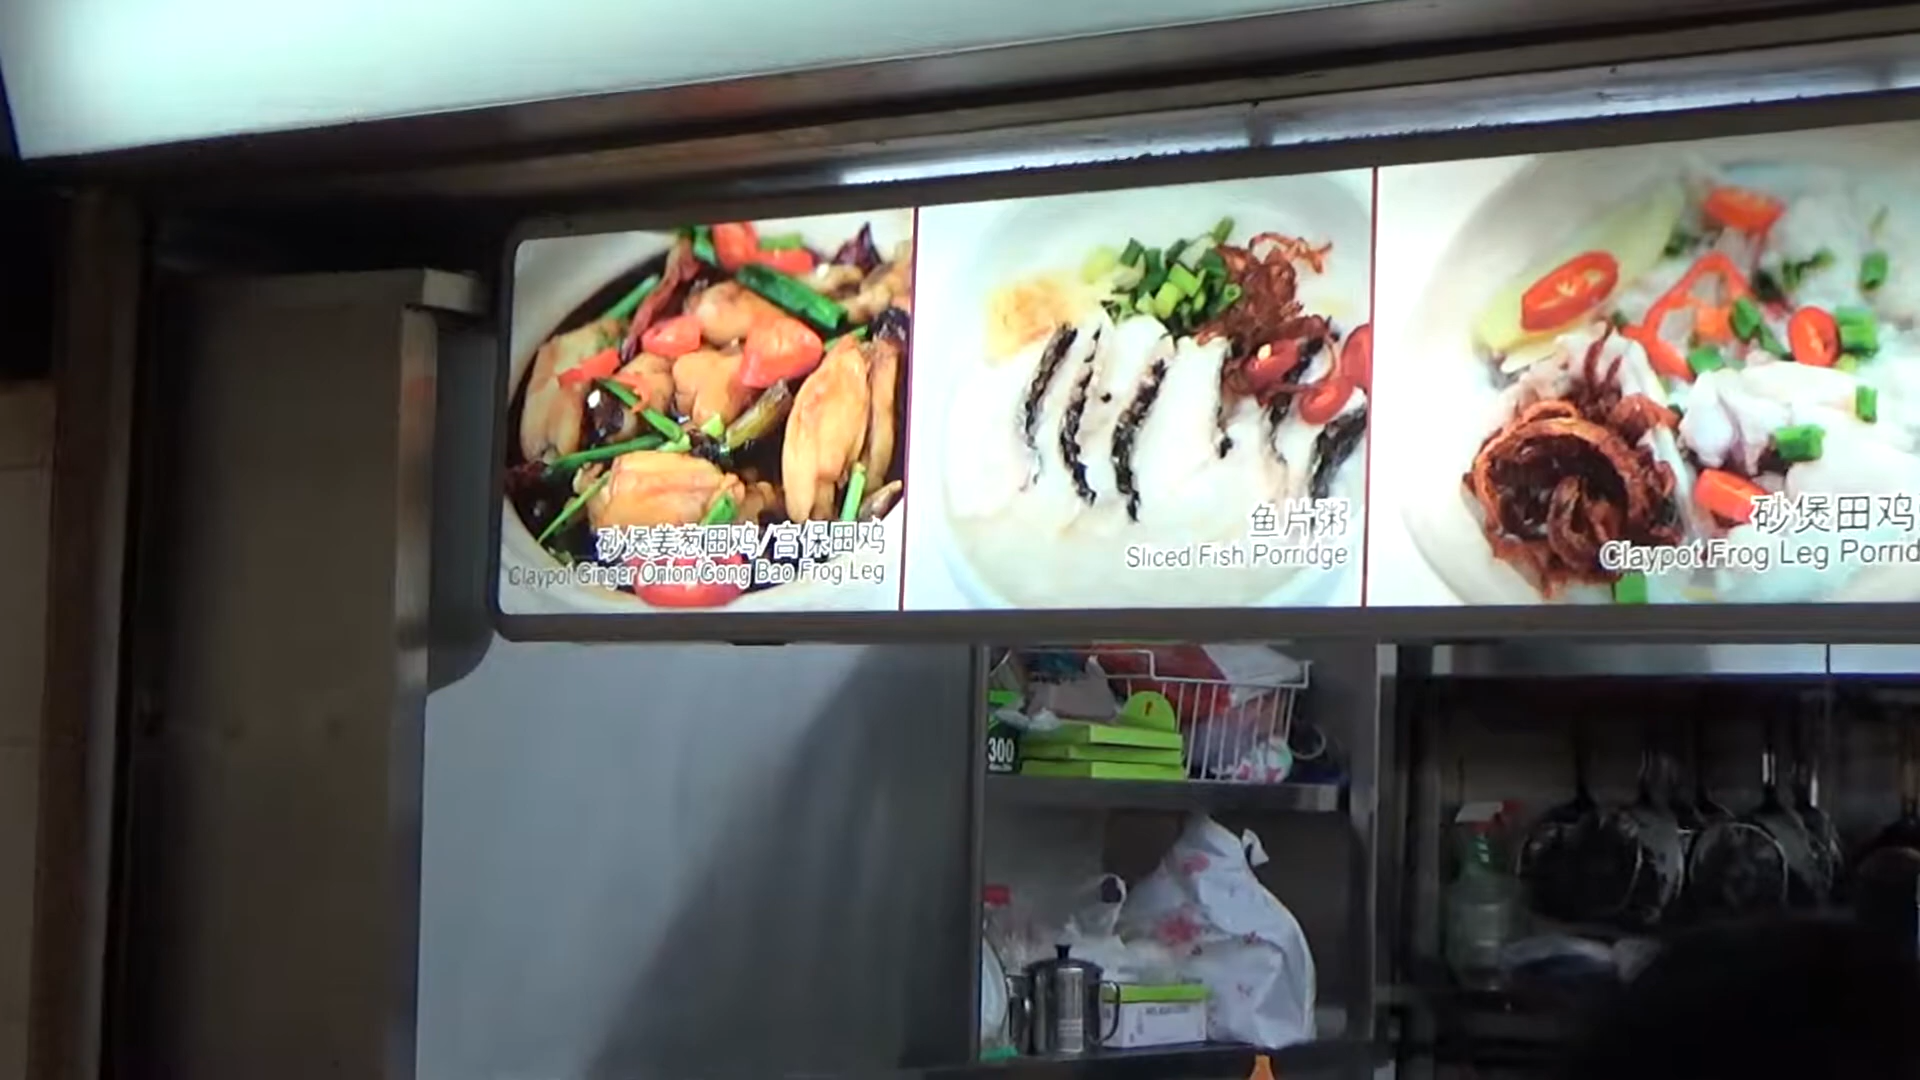 砂煲姜葱田鸡/宫保田鸡
Claypot Ginger Onion/Gong Bao Frog Leg
鱼片粥
Sliced Fish Porridge
砂煲田鸡
Claypot Frog Leg Porrid
300